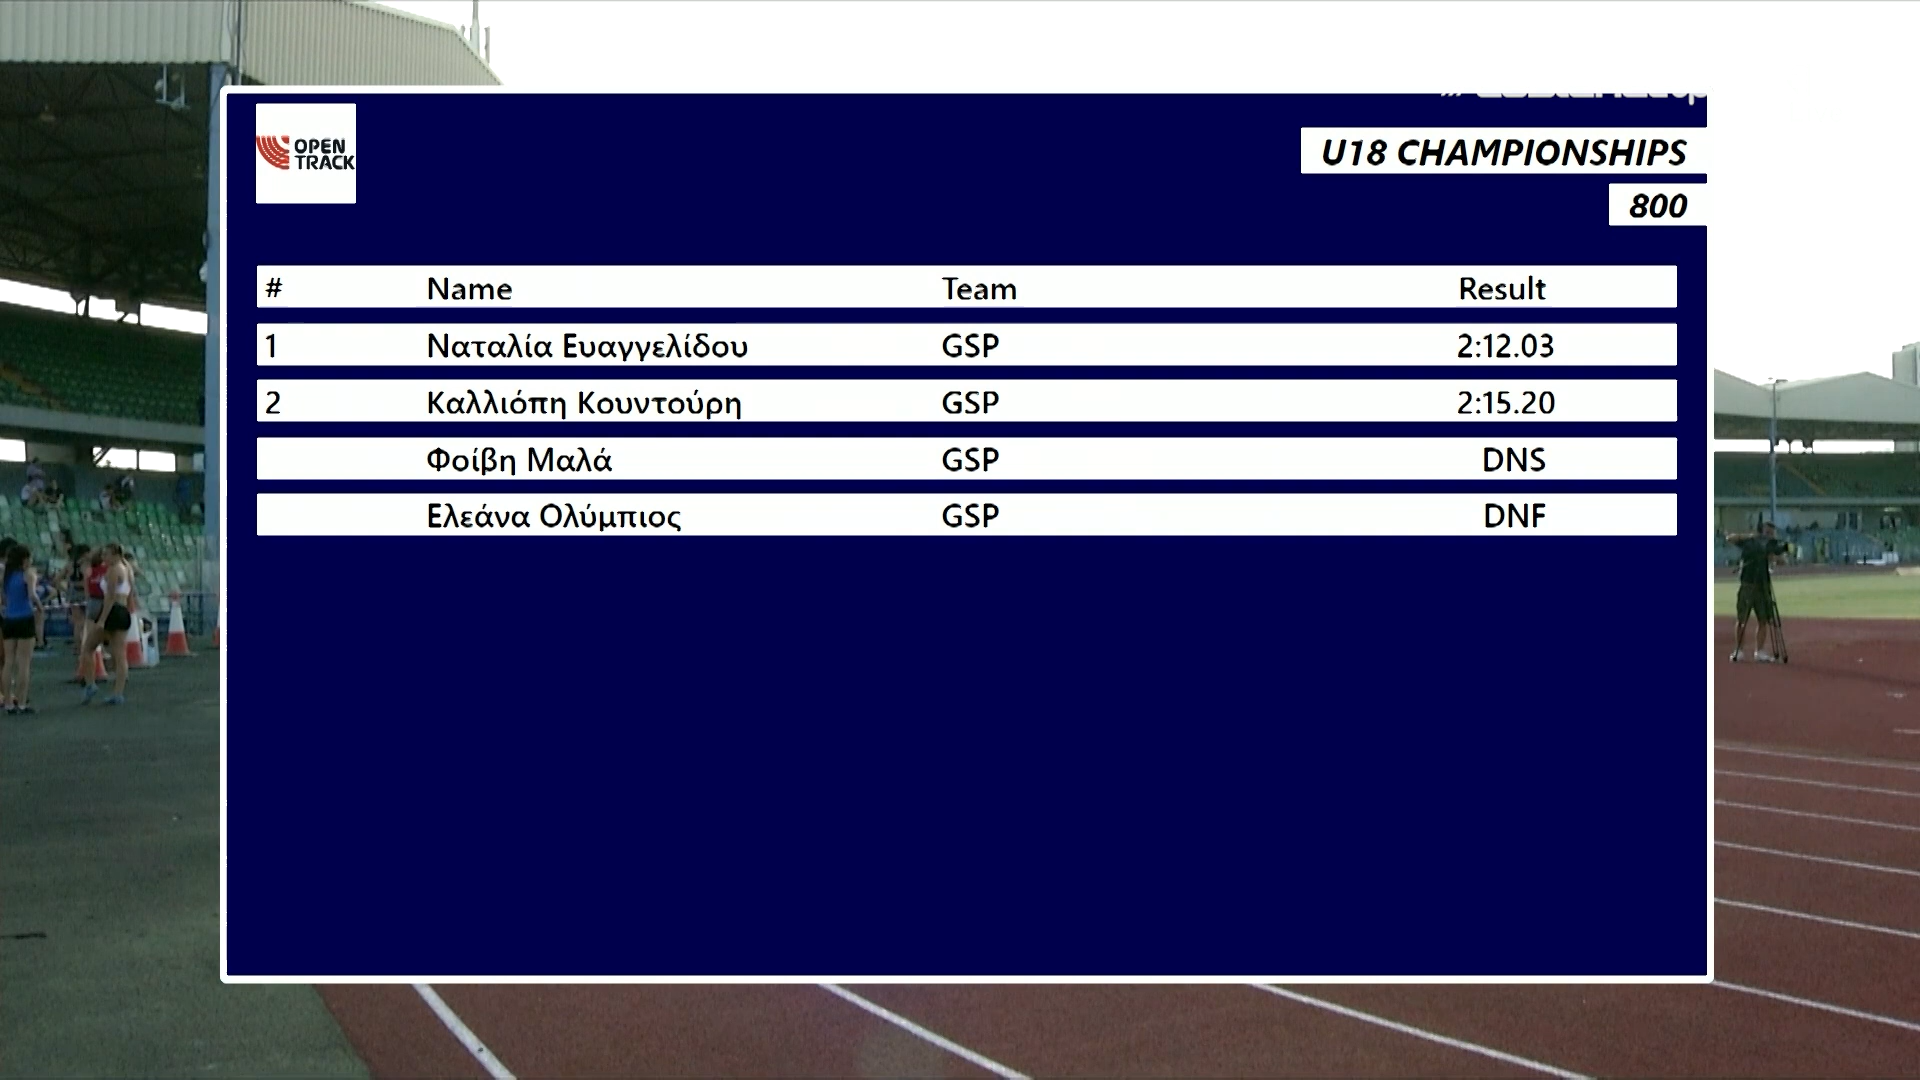 OPEN
TRACK
U18 CHAMPIONSHIPS
800
# Name Team Result
1 Ναταλία Ευαγγελίδου GSP 2:12.03
2 Καλλιόπη Κουντούρη GSP 2:15.20
Φοίβη Μαλά GSP DNS
Ελεάνα Ολύμπιος GSP DNF